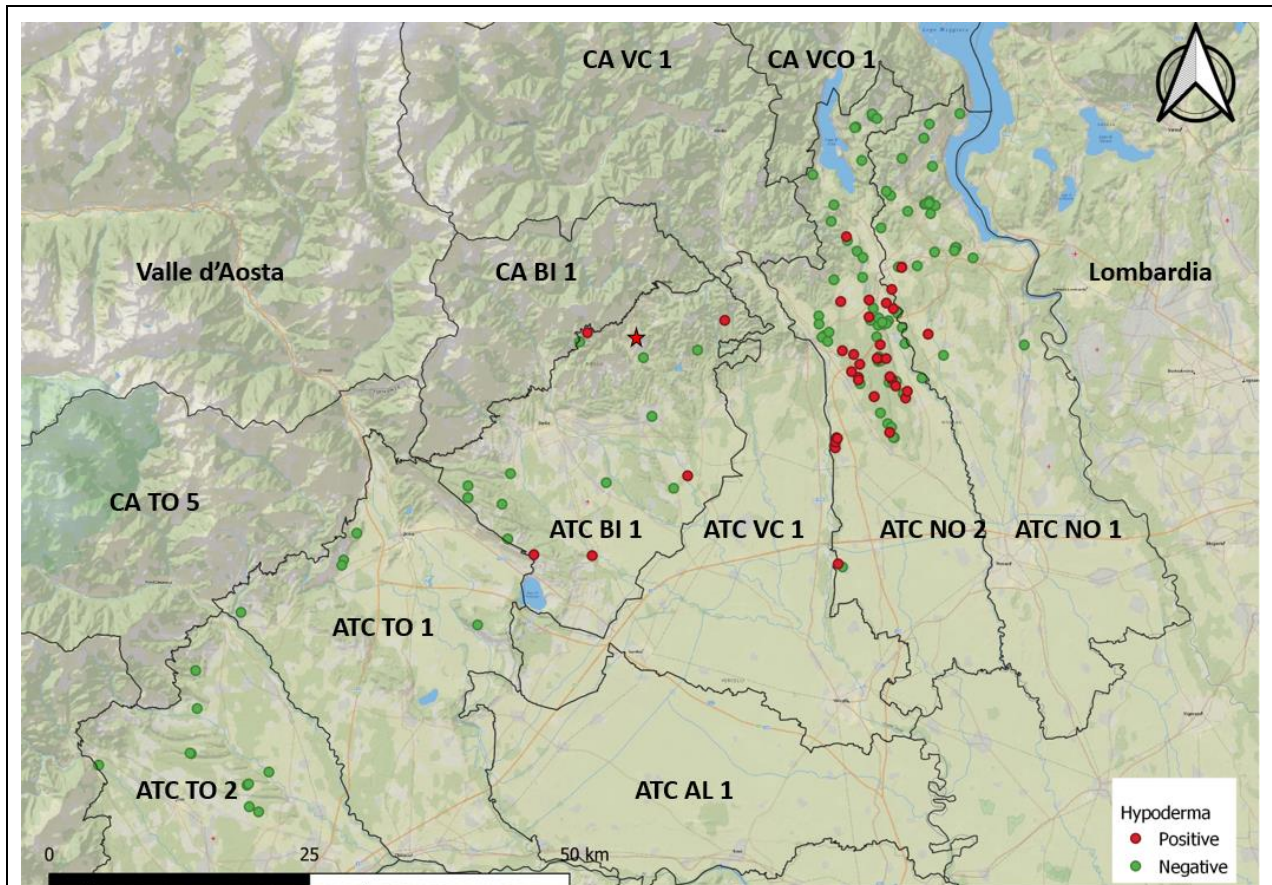 CA VC 1
CA VCO 1
Valle d'Aosta
CA BI 1
Lombardia
CA TO 5
ATC BI 1
ATC VC 1
ATC NO 2
ATC NO 1
ATC TO 1
ATC TO 2
ATC AL 1
0
25
50 km
Hypoderma
Positive
Negative